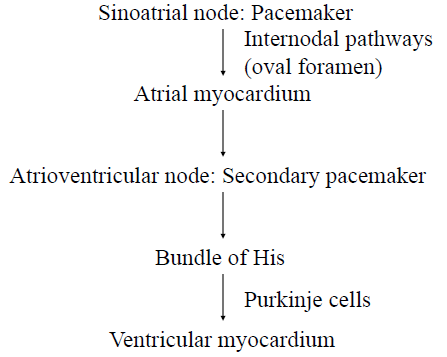 Sinoatrial node: Pacemaker
Internodal pathways
(oval foramen)
Atrial myocardium
Atrioventricular node: Secondary pacemaker
Bundle of His
Purkinje cells
Ventricular myocardium